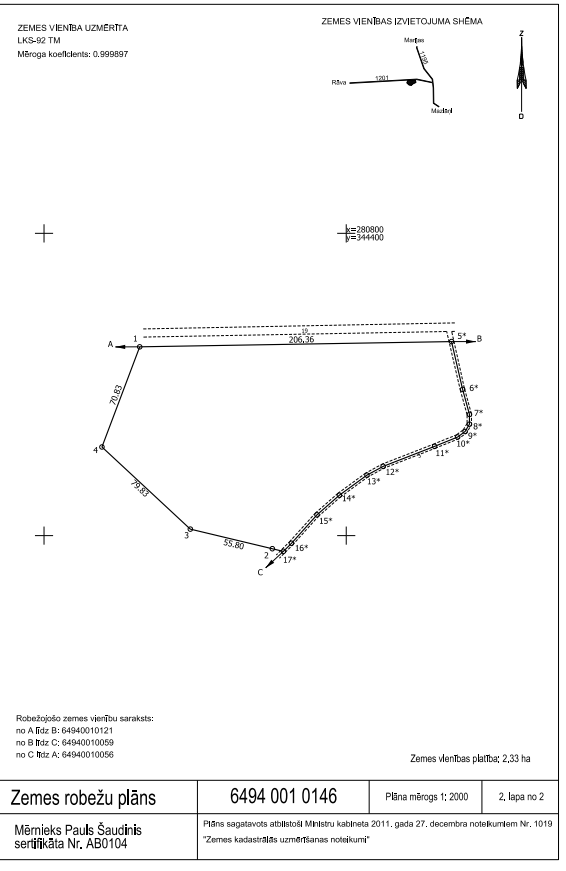 ZEMES VIENĪBA UZMĒRĪTA
LKS-92 TM
Mēroga koeficients: 0.999897
ZEMES VIENĪBAS IZVIETOJUMA SHĒMA
Marijas
1195
Rāva
1201
Mazlāņi
Z
D
x=280800
y=344400
19
206,36
A
1
5*
B
70.83
6*
7*
8*
9*
10*
11*
12*
13*
14*
15*
16*
17*
4
79.83
3
55.80
2
C
Robežojošo zemes vienību saraksts:
no A līdz B: 64940010121
no B līdz C: 64940010059
no C līdz A: 64940010056
Zemes vienības platība: 2,33 ha
Zemes robežu plāns
6494 001 0146
Plāna mērogs 1: 2000
2. lapa no 2
Mērnieks Pauls Šaudinis
sertifikāta Nr. AB0104
Plāns sagatavots atbilstoši Ministru kabineta 2011. gada 27. decembra noteikumiem Nr. 1019
"Zemes kadastrālās uzmērīšanas noteikumi"